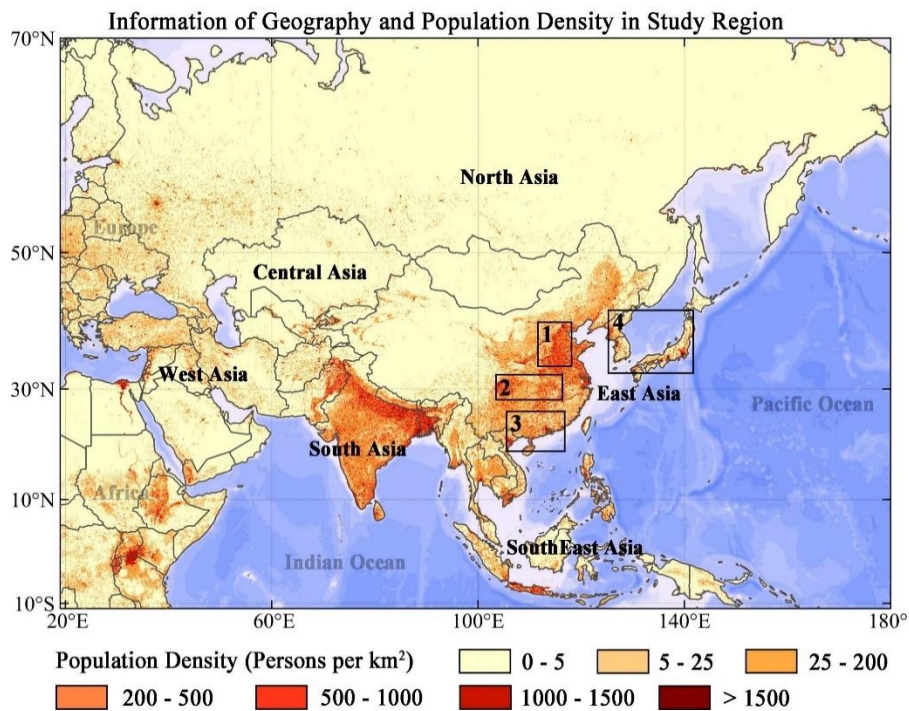 Information of Geography and Population Density in Study Region
70°N
North Asia
Europe
50°N
Central Asia
4
1
West Asia
30°N
2
East Asia
Pacific Ocean
3
South Asia
Africa
10°N
SouthEast Asia
Indian Ocean
10°S
20°E 60°E 100°E 140°E 180°
Population Density (Persons per km²) 0 - 5 5 - 25 25 - 200
200 - 500 500 - 1000 1000 - 1500 > 1500